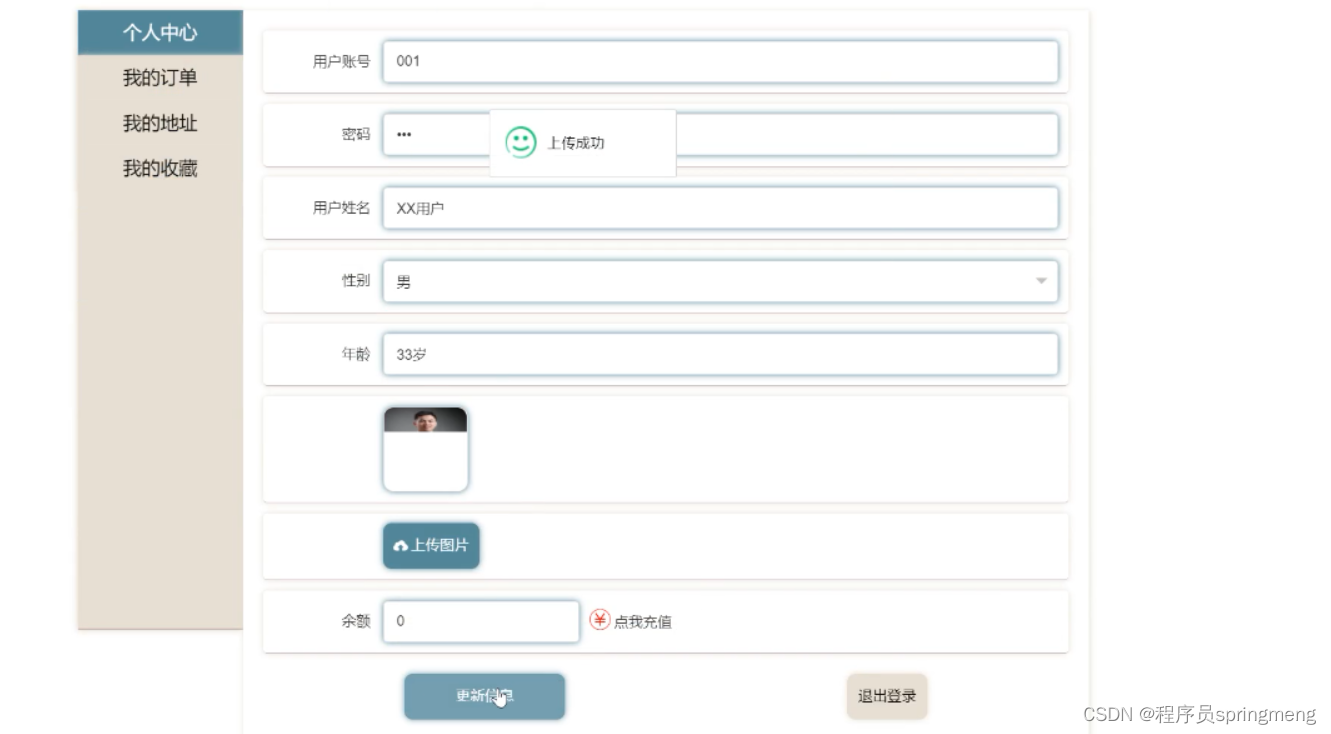 个人中心
我的订单
我的地址
我的收藏
用户账号 001
密码 •••
上传成功
用户姓名 XX用户
性别 男
年龄 33岁
上传图片
余额 0 ¥ 点我充值
更新信息
退出登录
CSDN @程序员springmeng